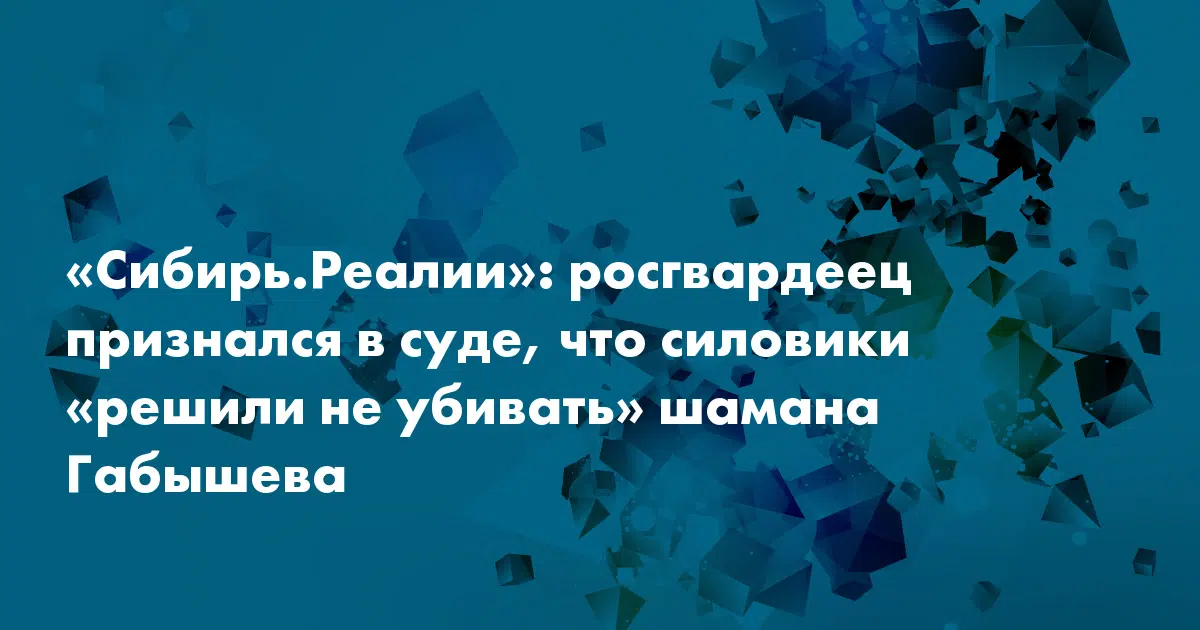 «Сибирь.Реалии»: росгвардеец
признался в суде, что силовики
«решили не убивать» шамана
Габышева